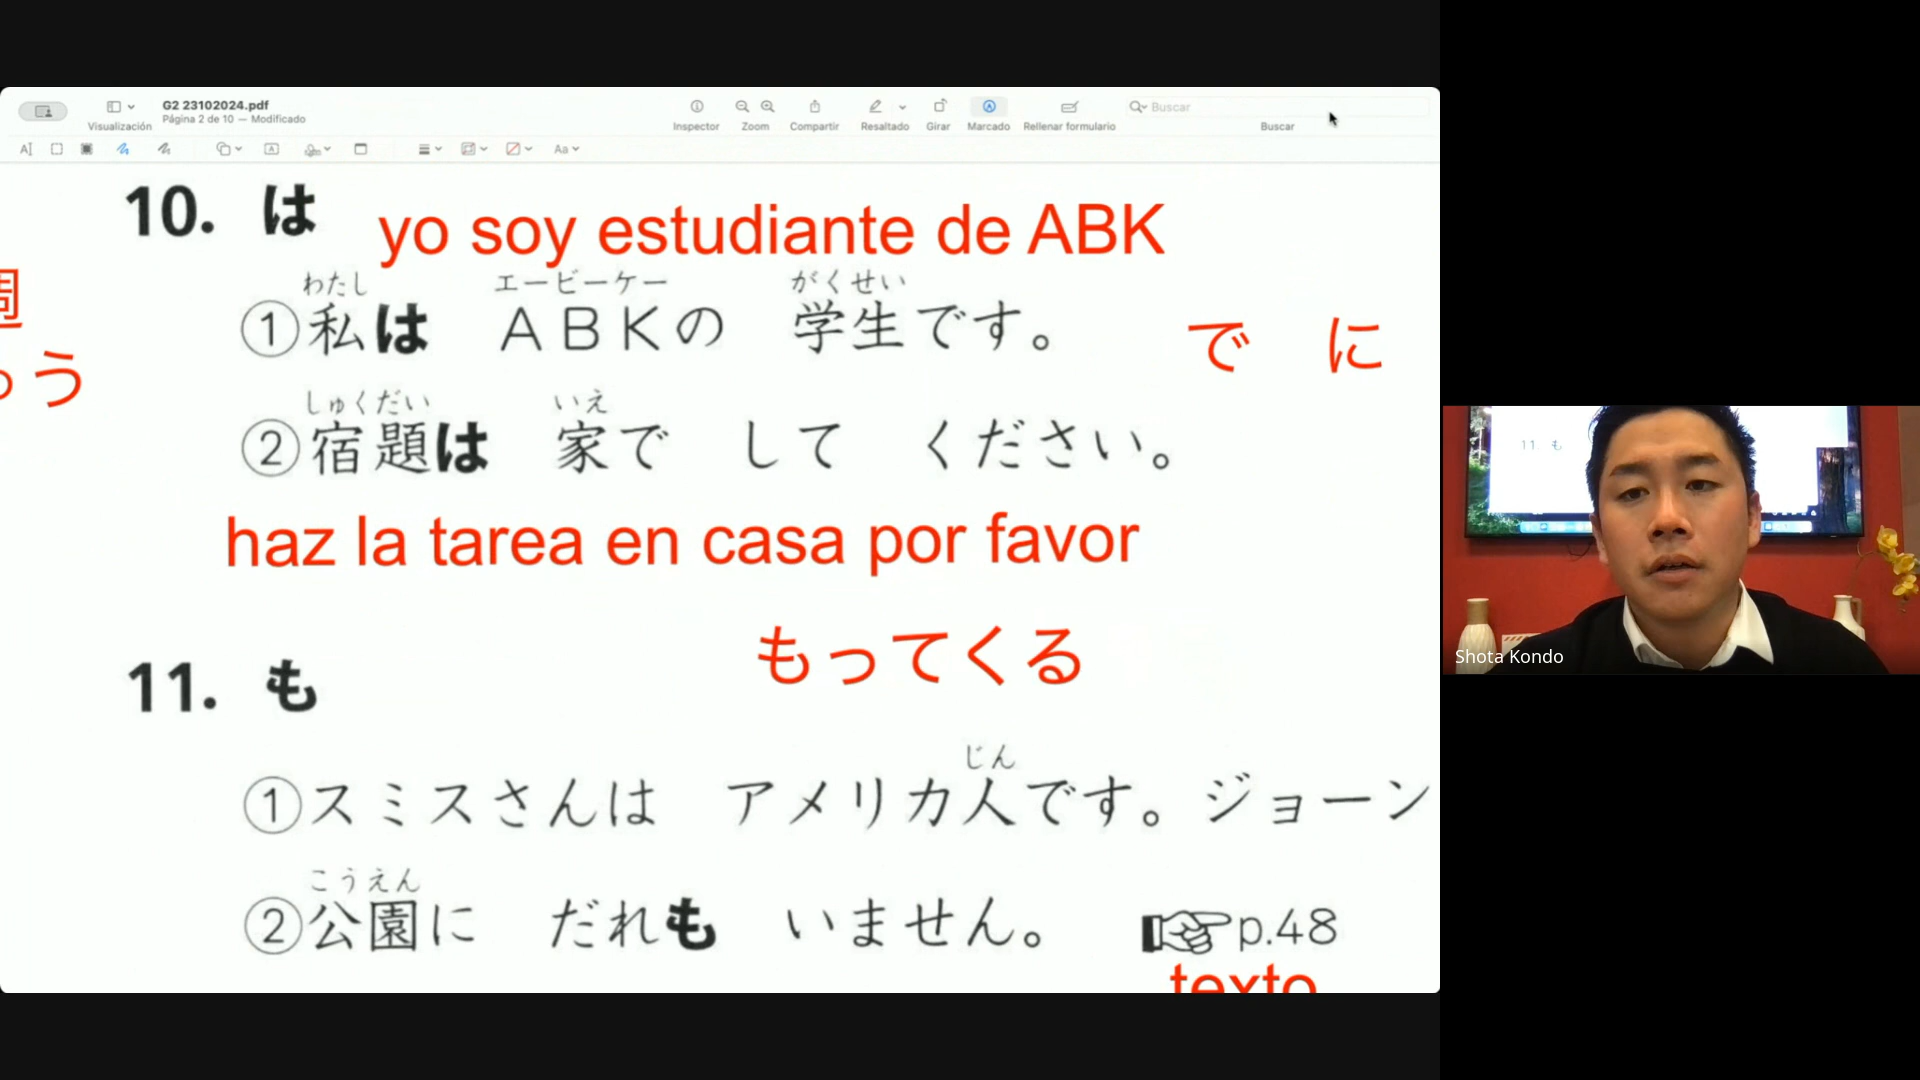 G2 23102024.pdf
Página 2 de 10 — Modificado
Visualización
Inspector
Zoom
Compartir
Resaltado
Girar
Marcado
Rellenar formulario
Buscar
Buscar
Aa
10. は
yo soy estudiante de ABK
わたし エービーケー がくせい
①私は ABKの 学生です。
で に
う
しゅくだい いえ
②宿題は 家で して ください。
haz la tarea en casa por favor
もってくる
11. も
じん
①スミスさんは アメリカ人です。ジョーン
こうえん
②公園に だれも いません。 ☞p.48
texto
11. も
Shota Kondo